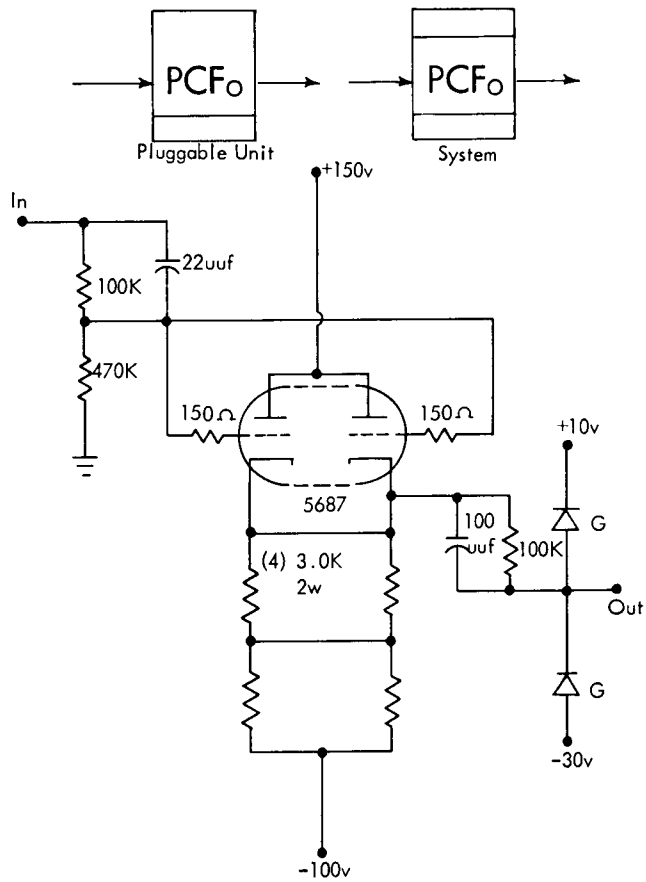 PCFO
PCFO
Pluggable Unit
System
+150v
In
22uuf
100K
470K
150Ω
150Ω
+10v
5687
100
uuf
100K
G
(4) 3.0K
2w
Out
G
-30v
-100v